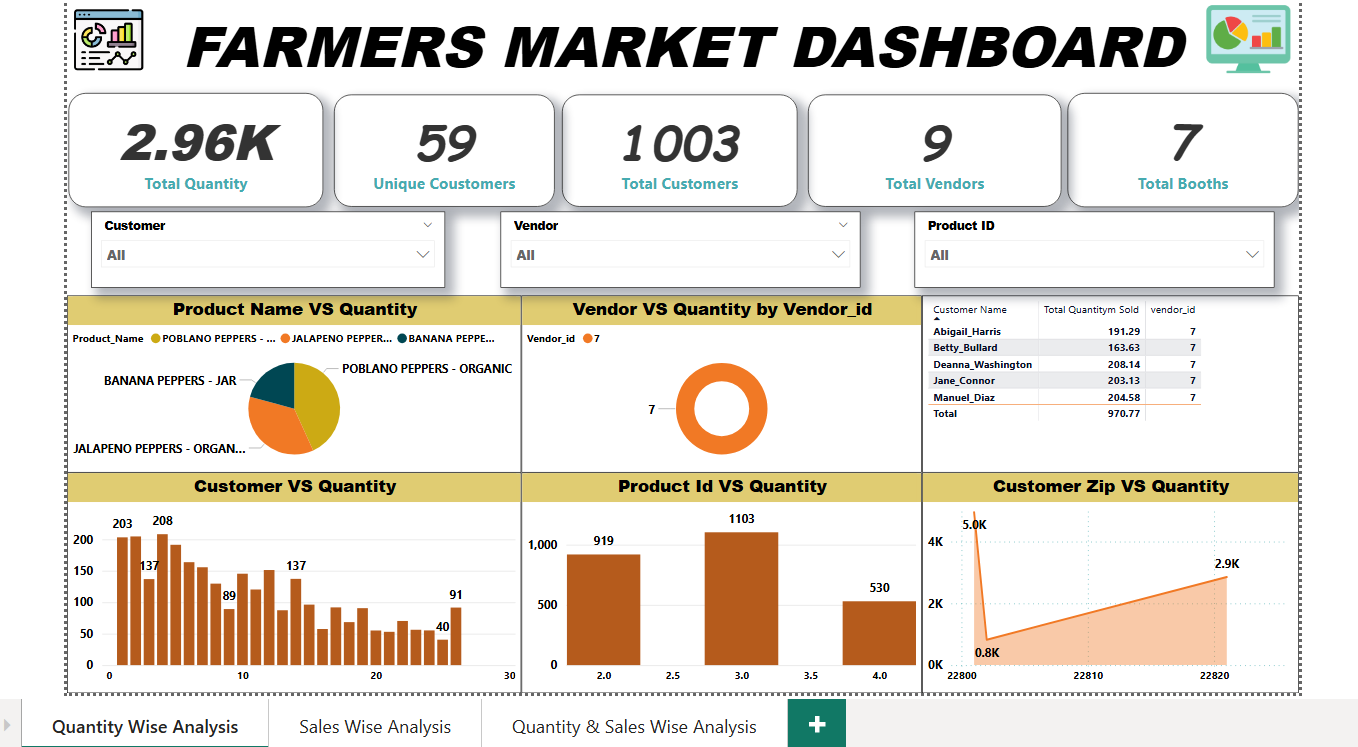 FARMERS MARKET DASHBOARD
2.96K
Total Quantity
59
Unique Coustomers
1003
Total Customers
9
Total Vendors
7
Total Booths
Customer
All
Vendor
All
Product ID
All
Product Name VS Quantity
Product_Name POBLANO PEPPERS - ... JALAPENO PEPPER... BANANA PEPPE...
BANANA PEPPERS - JAR
POBLANO PEPPERS - ORGANIC
JALAPENO PEPPERS - ORGAN...
Vendor VS Quantity by Vendor_id
Vendor_id 7
7
Customer Name Total Quantitym Sold vendor_id
Abigail_Harris 191.29 7
Betty_Bullard 163.63 7
Deanna_Washington 208.14 7
Jane_Connor 203.13 7
Manuel_Diaz 204.58 7
Total 970.77
Customer VS Quantity
203 208
200
137 137
150
89 91
100
40
50
0
0 10 20 30
Product Id VS Quantity
1103
919
1,000
530
500
0
2.0 2.5 3.0 3.5 4.0
Customer Zip VS Quantity
5.0K
4K
2.9K
2K
0.8K
0K
22800 22810 22820
Quantity Wise Analysis Sales Wise Analysis Quantity & Sales Wise Analysis +